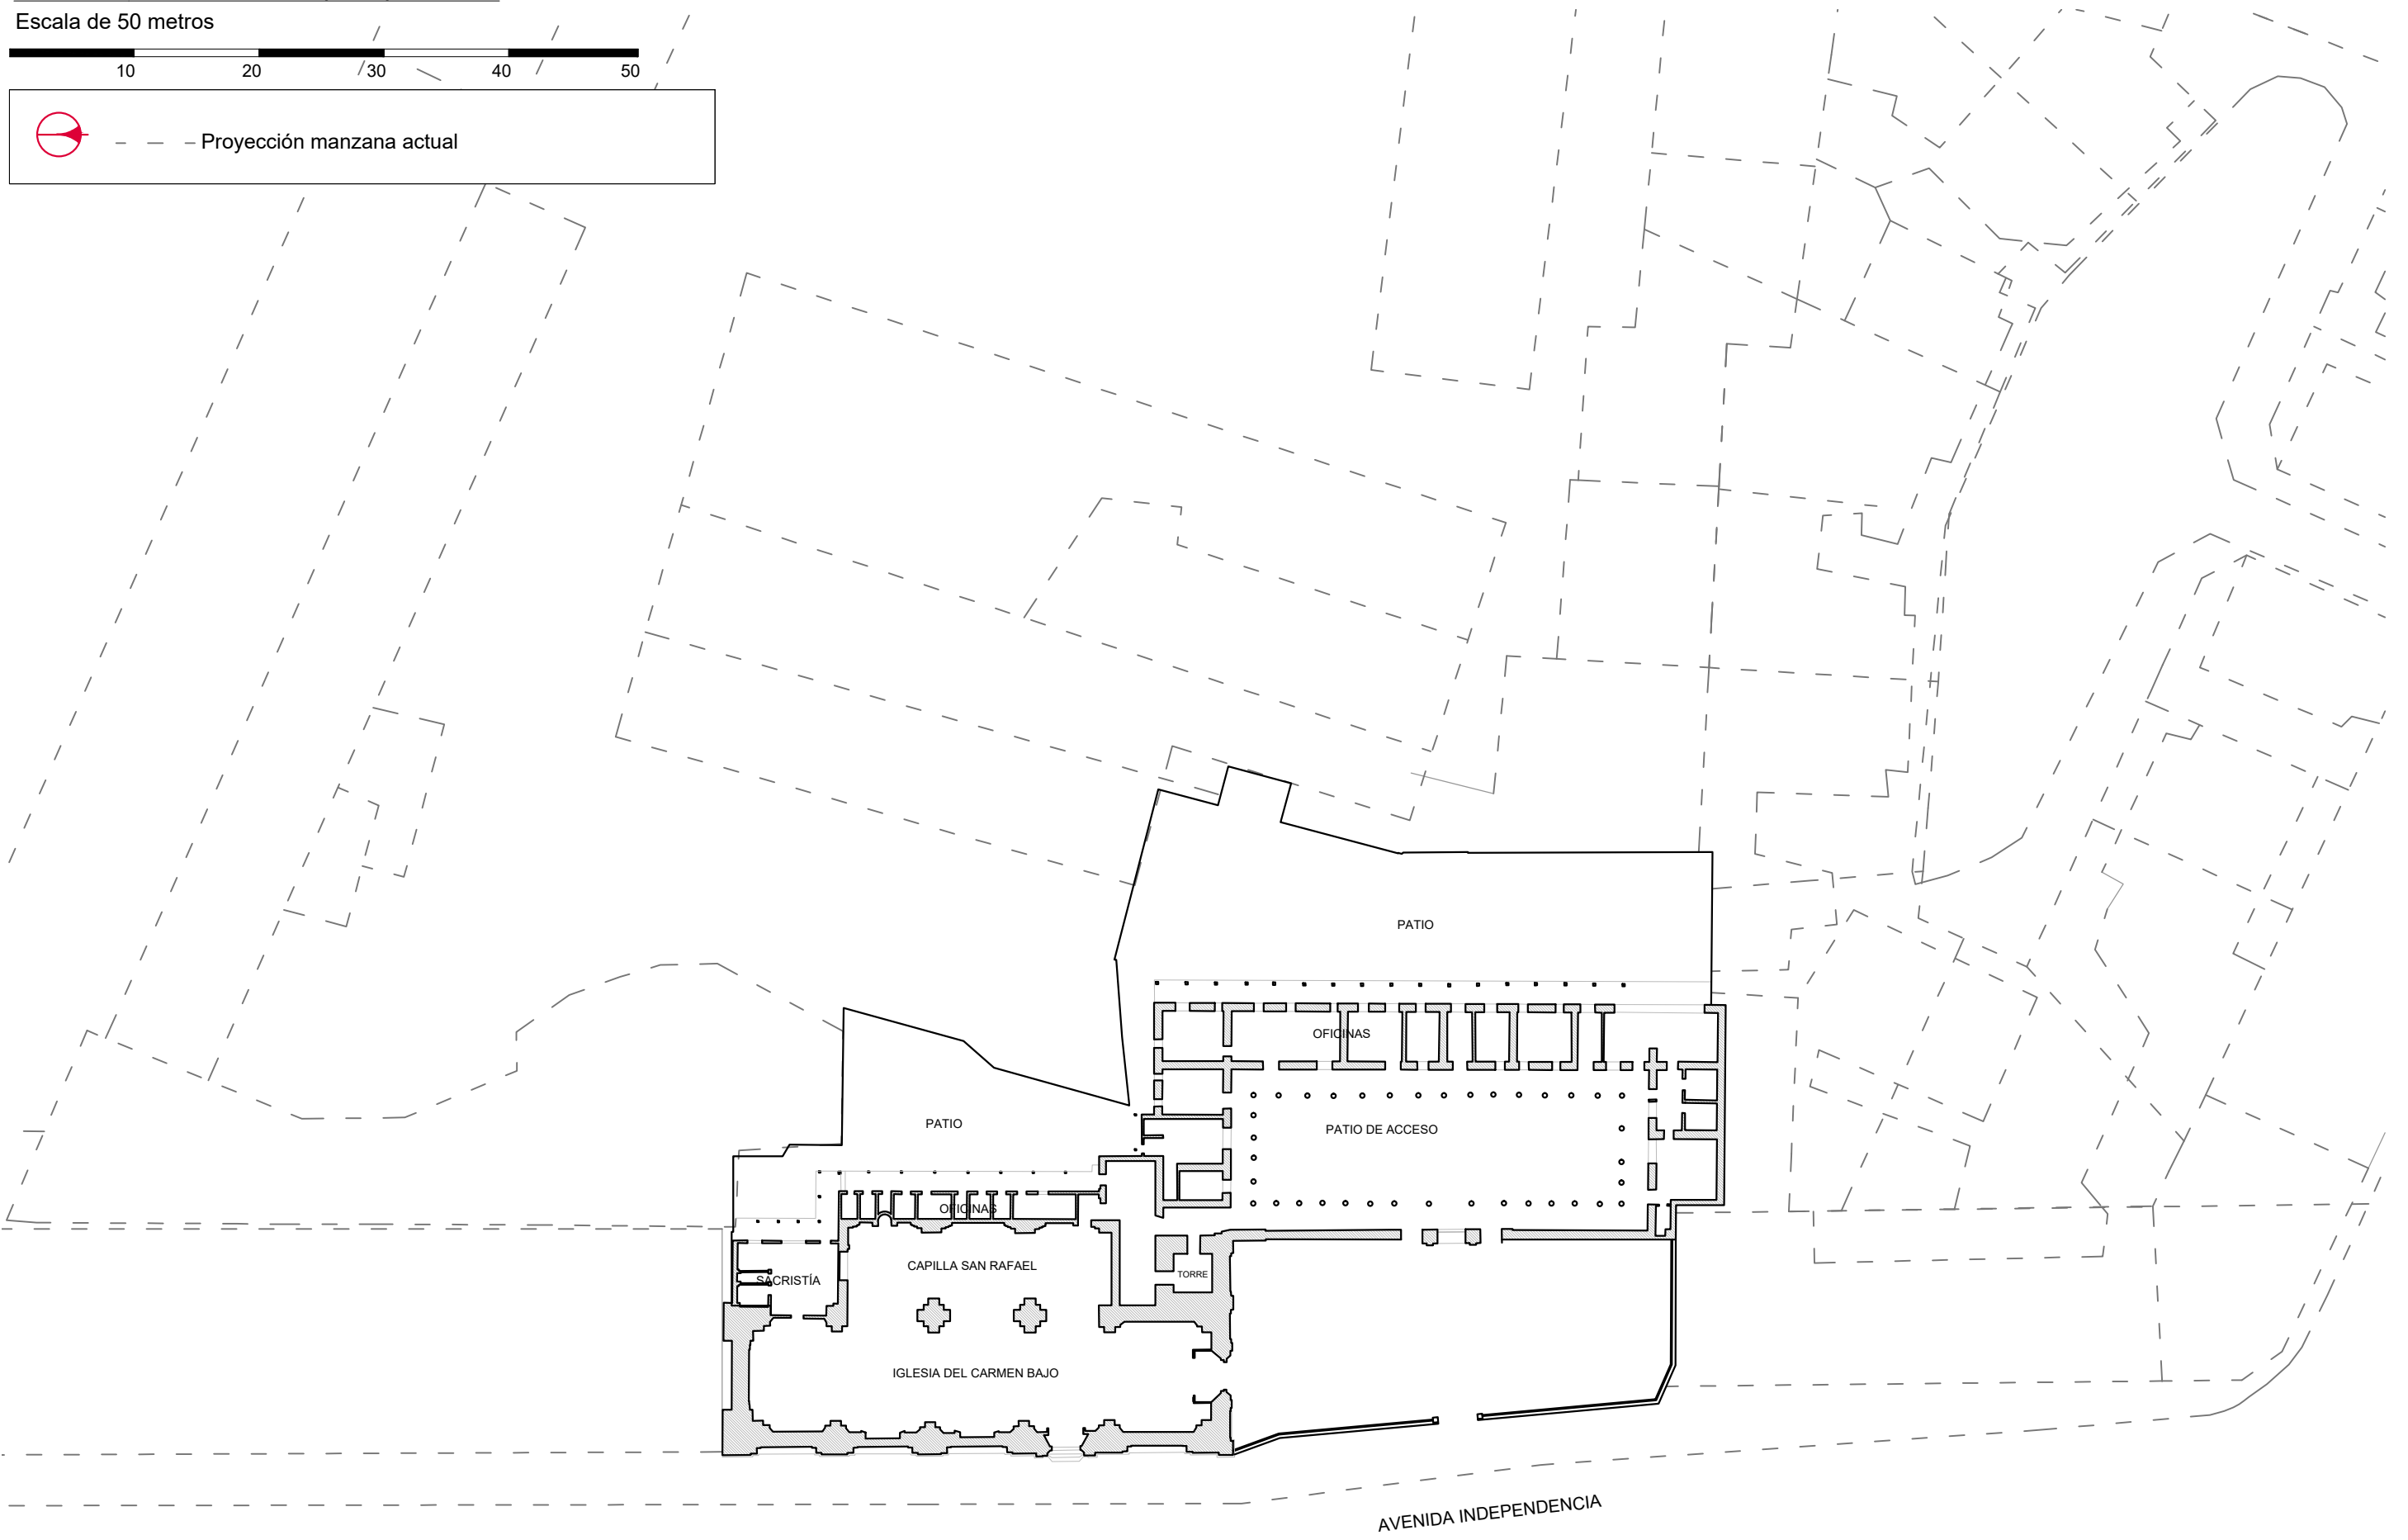 Escala de 50 metros
10 20 30 40 50
Proyección manzana actual
PATIO
OFICINAS
PATIO
PATIO DE ACCESO
OFICINAS
CAPILLA SAN RAFAEL
TORRE
SACRISTÍA
IGLESIA DEL CARMEN BAJO
AVENIDA INDEPENDENCIA